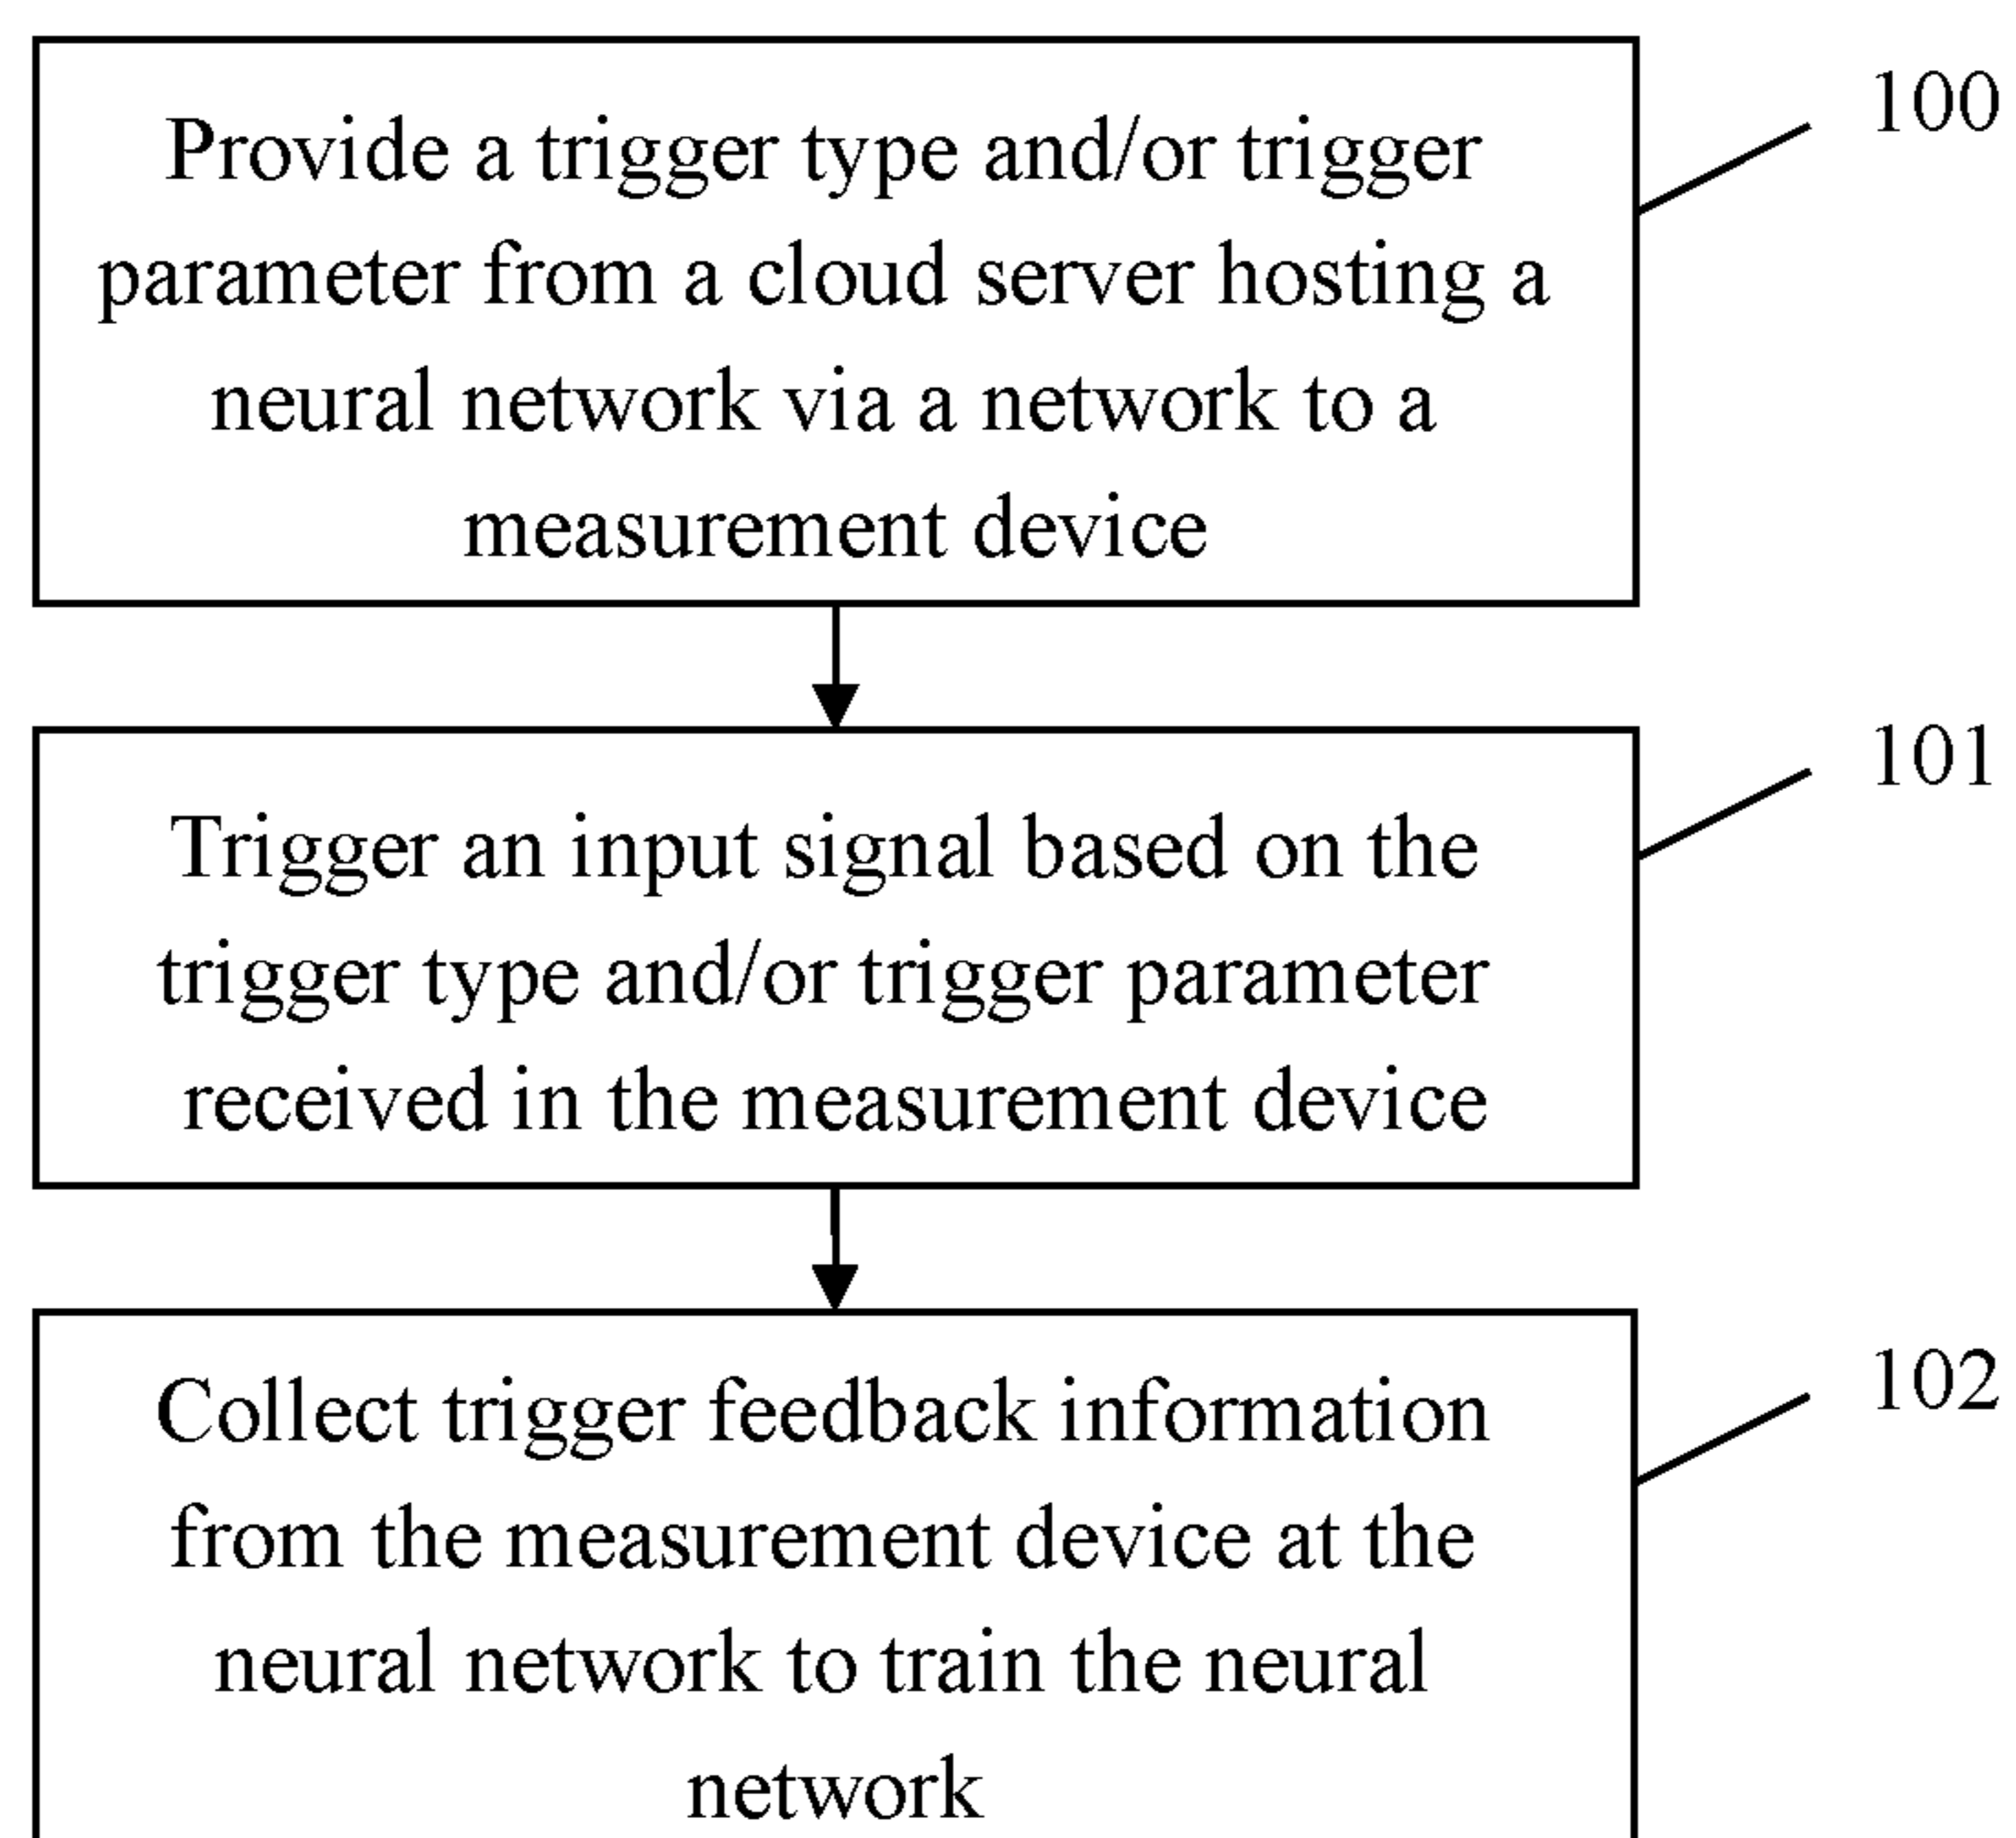 Provide a trigger type and/or trigger
parameter from a cloud server hosting a
neural network via a network to a
measurement device
100
Trigger an input signal based on the
trigger type and/or trigger parameter
received in the measurement device
101
Collect trigger feedback information
from the measurement device at the
neural network to train the neural
network
102